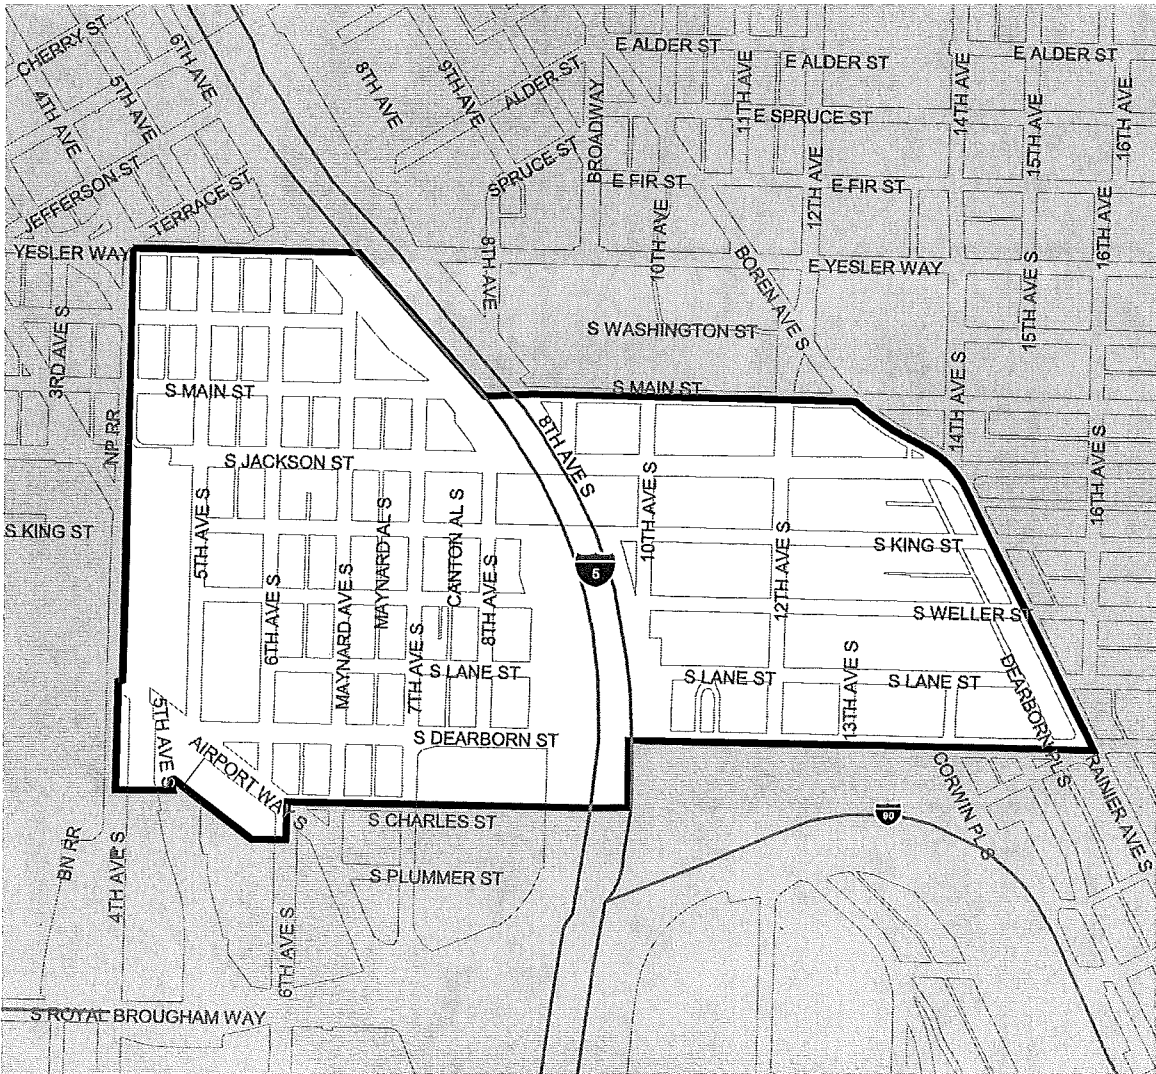 CHERRY ST
6TH AVE
5TH AVE
4TH AVE
8TH AVE
9TH AVE
ALDER ST
E ALDER ST
E ALDER ST
E ALDER ST
BROADWAY
11TH AVE
E SPRUCE ST
14TH AVE
15TH AVE
16TH AVE
JEFFERSON ST
TERRACE ST
SPRUCE ST
E FIR ST
12TH AVE
E FIR ST
YESLER WAY
8TH AVE
10TH AVE
BOREN AVE S
E YESLER WAY
15TH AVE S
16TH AVE S
3RD AVE S
S WASHINGTON ST
S MAIN ST
S MAIN ST
14TH AVE S
NP RR
S JACKSON ST
8TH AVE S
16TH AVE S
S KING ST
5TH AVE S
MAYNARD AL S
CANTON AL S
10TH AVE S
12TH AVE S
S KING ST
5
6TH AVE S
MAYNARD AVE S
8TH AVE S
S WELLER ST
7TH AVE S
S LANE ST
S LANE ST
13TH AVE S
S LANE ST
DEARBORN PL S
5TH AVE S
AIRPORT WAY S
S DEARBORN ST
CORWIN PL S
RAINIER AVE S
BN RR
4TH AVE S
S CHARLES ST
90
S PLUMMER ST
6TH AVE S
S ROYAL BROUGHAM WAY